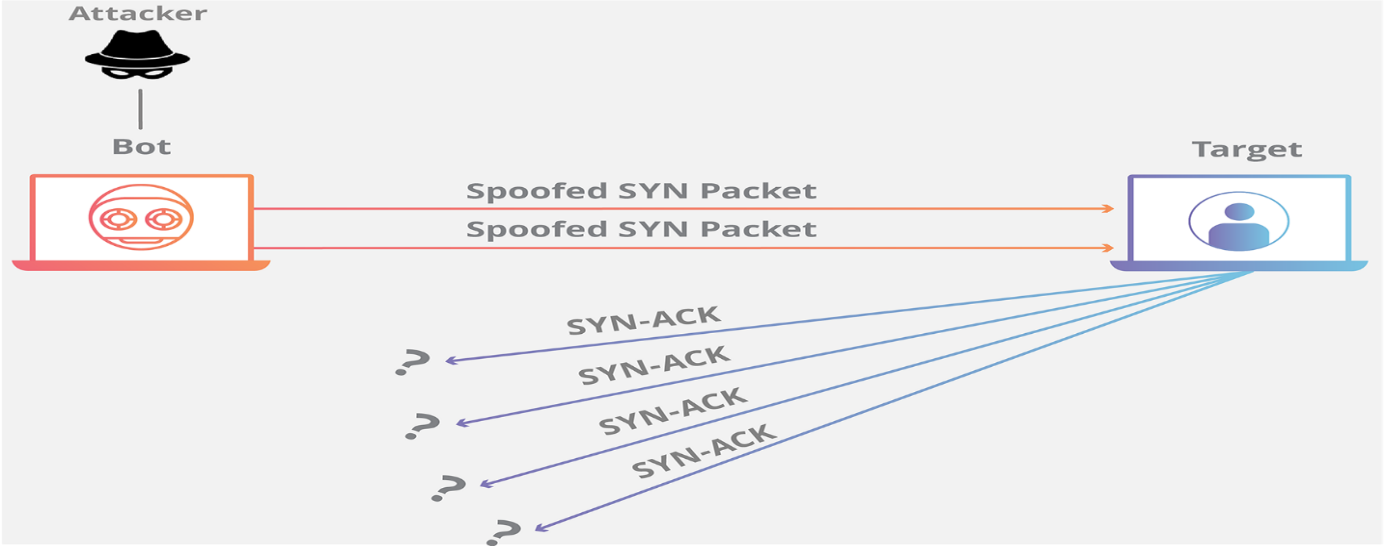 Attacker
Bot
Target
Spoofed SYN Packet
Spoofed SYN Packet
SYN-ACK
?
SYN-ACK
?
SYN-ACK
?
SYN-ACK
?